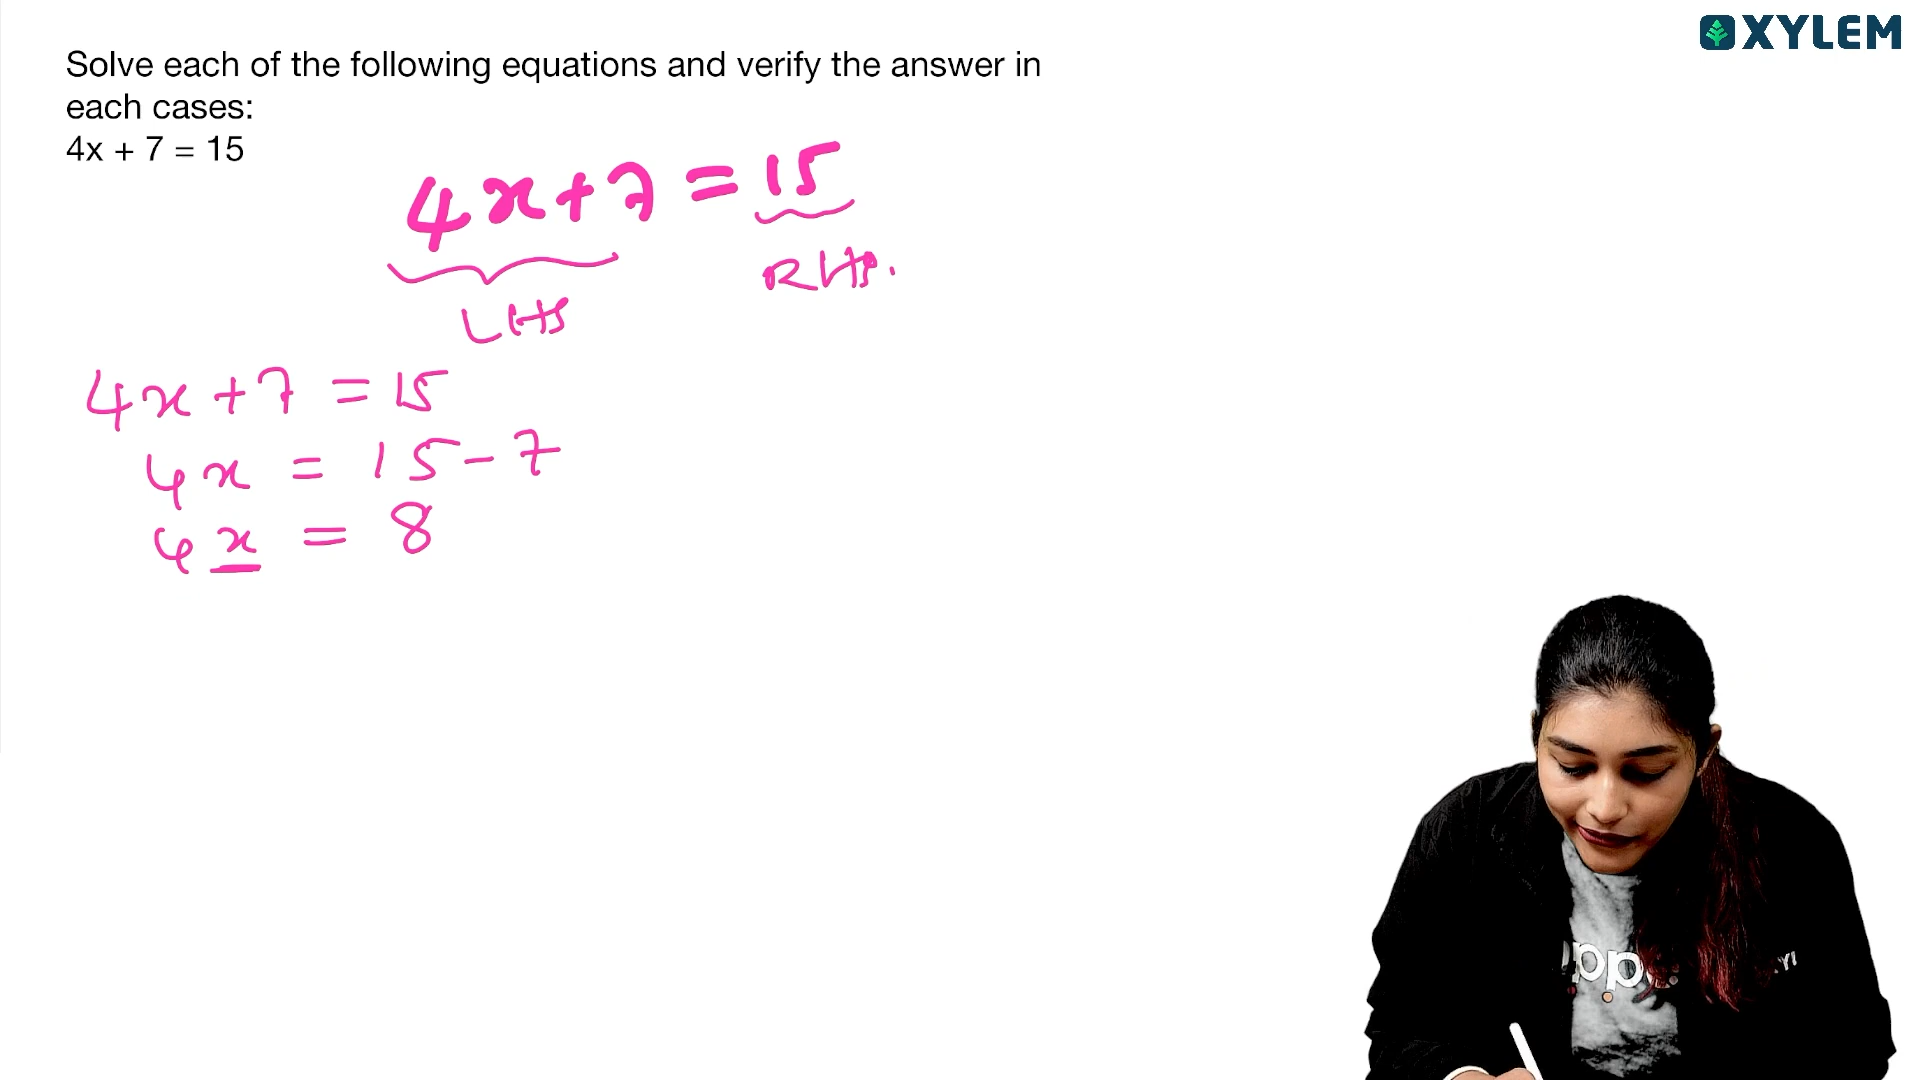 XYLEM
Solve each of the following equations and verify the answer in
each cases:
4x + 7 = 15
4x+7 = 15
LHS
RHS.
4x+7 = 15
4x = 15-7
4x = 8